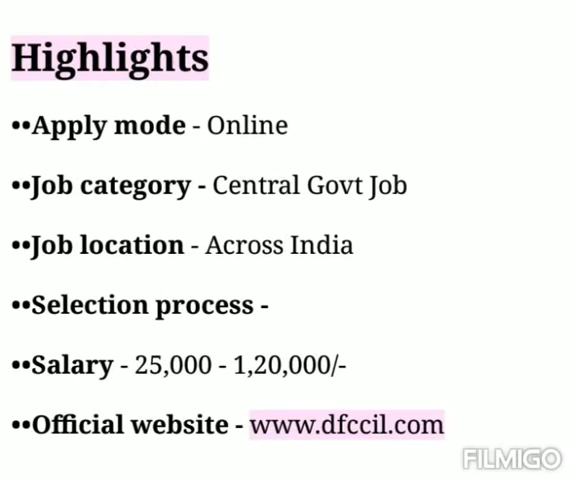 Highlights
••Apply mode - Online
••Job category - Central Govt Job
••Job location - Across India
••Selection process -
••Salary - 25,000 - 1,20,000/-
••Official website - www.dfccil.com
FILMIGO